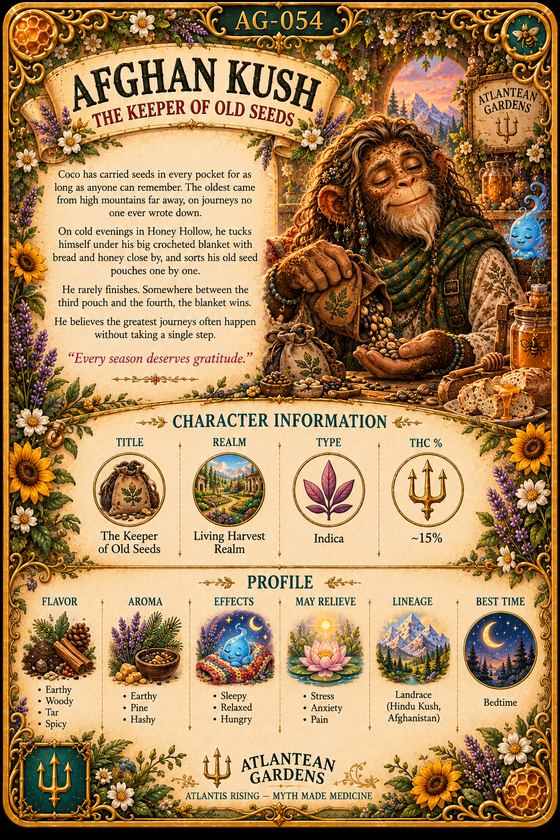 AG-054
AFGHAN KUSH
THE KEEPER OF OLD SEEDS
ATLANTEAN
GARDENS
Coco has carried seeds in every pocket for as
long as anyone can remember. The oldest came
from high mountains far away, on journeys no
one ever wrote down.
On cold evenings in Honey Hollow, he tucks
himself under his big crocheted blanket with
bread and honey close by, and sorts his old seed
pouches one by one.
He rarely finishes. Somewhere between the
third pouch and the fourth, the blanket wins.
He believes the greatest journeys often happen
without taking a single step.
“Every season deserves gratitude.”
CHARACTER INFORMATION
TITLE
The Keeper
of Old Seeds
REALM
Living Harvest
Realm
TYPE
Indica
THC %
~15%
PROFILE
FLAVOR
• Earthy
• Woody
• Tar
• Spicy
AROMA
• Earthy
• Pine
• Hashy
EFFECTS
• Sleepy
• Relaxed
• Hungry
MAY RELIEVE
• Stress
• Anxiety
• Pain
LINEAGE
Landrace
(Hindu Kush,
Afghanistan)
BEST TIME
Bedtime
ATLANTEAN
GARDENS
ATLANTIS RISING — MYTH MADE MEDICINE